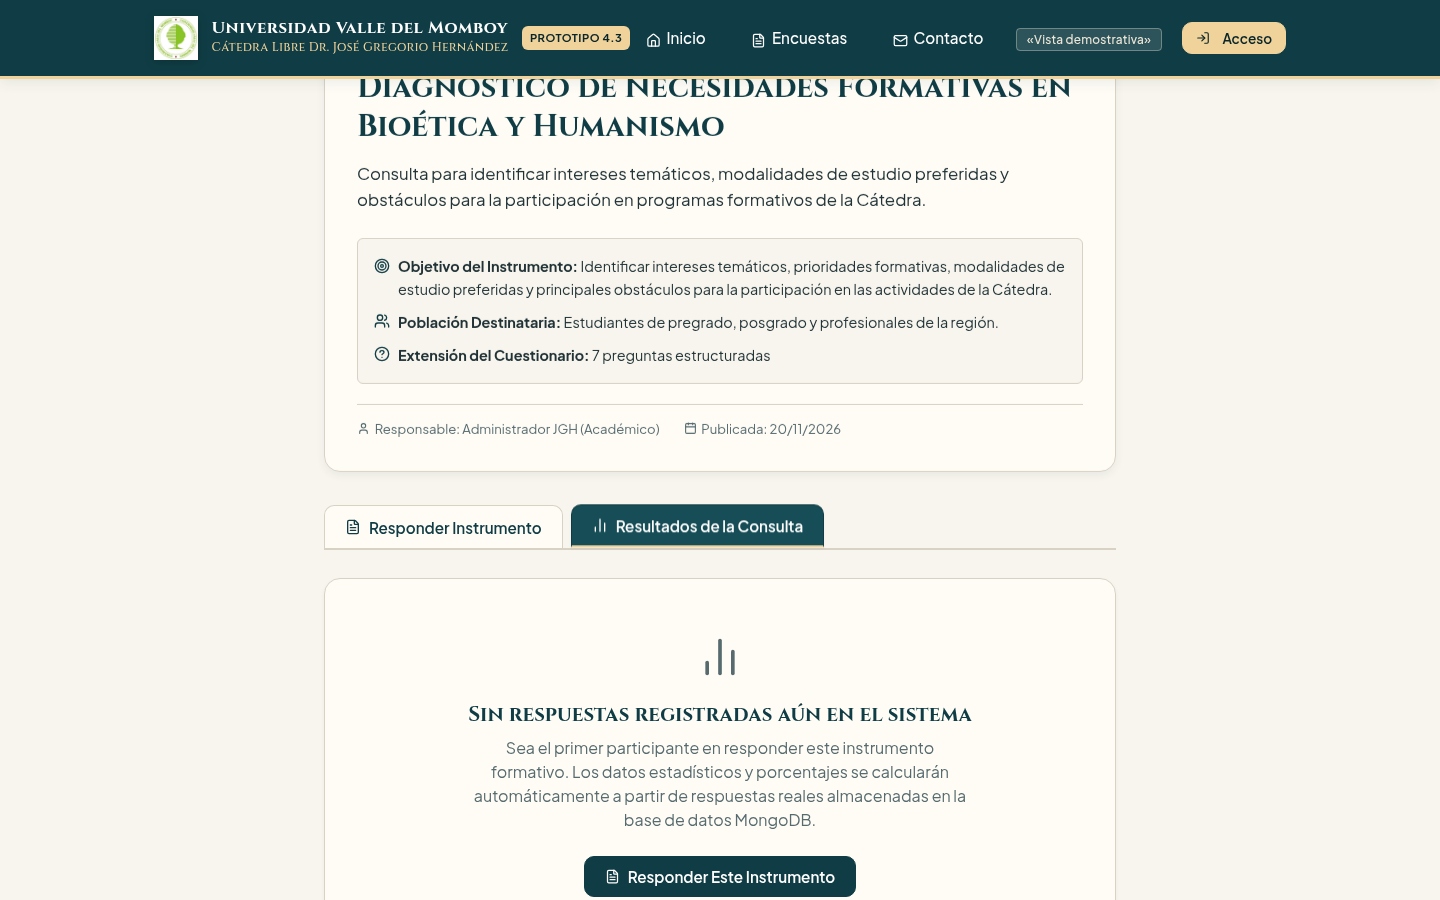 Universidad Valle del Momboy
Cátedra Libre Dr. José Gregorio Hernández
PROTOTIPO 4.3
Inicio
Encuestas
Contacto
«Vista demostrativa»
Acceso
Diagnóstico de Necesidades Formativas en
Bioética y Humanismo
Consulta para identificar intereses temáticos, modalidades de estudio preferidas y
obstáculos para la participación en programas formativos de la Cátedra.
Objetivo del Instrumento: Identificar intereses temáticos, prioridades formativas, modalidades de
estudio preferidas y principales obstáculos para la participación en las actividades de la Cátedra.
Población Destinataria: Estudiantes de pregrado, posgrado y profesionales de la región.
Extensión del Cuestionario: 7 preguntas estructuradas
Responsable: Administrador JGH (Académico)
Publicada: 20/11/2026
Responder Instrumento
Resultados de la Consulta
Sin respuestas registradas aún en el sistema
Sea el primer participante en responder este instrumento
formativo. Los datos estadísticos y porcentajes se calcularán
automáticamente a partir de respuestas reales almacenadas en la
base de datos MongoDB.
Responder Este Instrumento